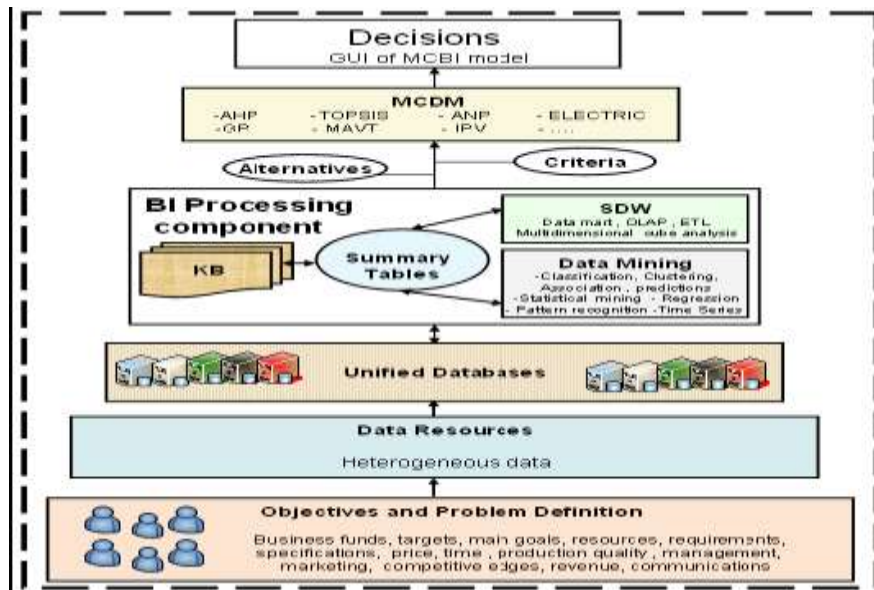 Decisions
GUI of MCBI model
MCDM
-AHP - TOPSIS - ANP - ELECTRIC
-GP - MAVT - IPV - ....
Alternatives
Criteria
BI Processing
component
SDW
Data mart , OLAP , ETL
Multidimensional cube analysis
KB
Summary
Tables
Data Mining
-Classification, Clustering,
Association , predictions
-Statistical mining - Regression
- Pattern recognition -Time Series
Unified Databases
Data Resources
Heterogeneous data
Objectives and Problem Definition
Business funds, targets, main goals, resources, requirements,
specifications, price, time , production quality , management,
marketing, competitive edges, revenue, communications